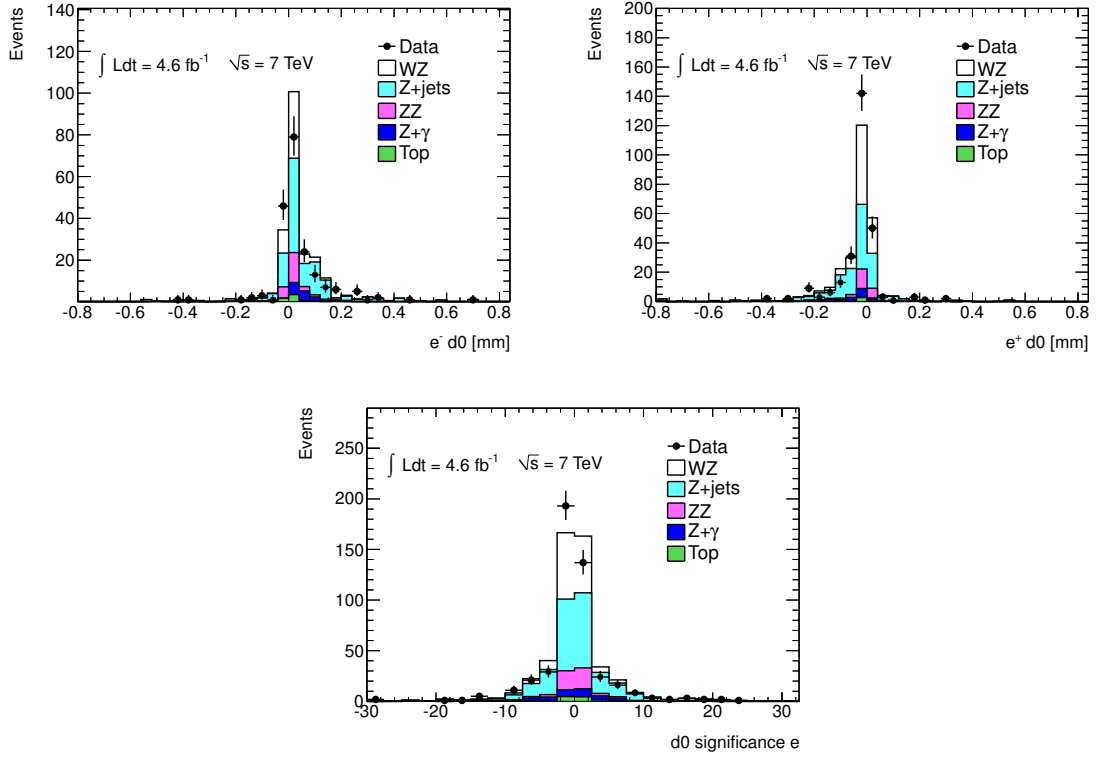 Events
140
120
100
80
60
40
20
∫ Ldt = 4.6 fb⁻¹ √s = 7 TeV
Data
WZ
Z+jets
ZZ
Z+γ
Top
-0.8 -0.6 -0.4 -0.2 0 0.2 0.4 0.6 0.8
e⁻ d0 [mm]
Events
200
180
160
140
120
100
80
60
40
20
0
∫ Ldt = 4.6 fb⁻¹ √s = 7 TeV
Data
WZ
Z+jets
ZZ
Z+γ
Top
-0.8 -0.6 -0.4 -0.2 0 0.2 0.4 0.6 0.8
e⁺ d0 [mm]
Events
250
200
150
100
50
0
∫ Ldt = 4.6 fb⁻¹ √s = 7 TeV
Data
WZ
Z+jets
ZZ
Z+γ
Top
-30 -20 -10 0 10 20 30
d0 significance e